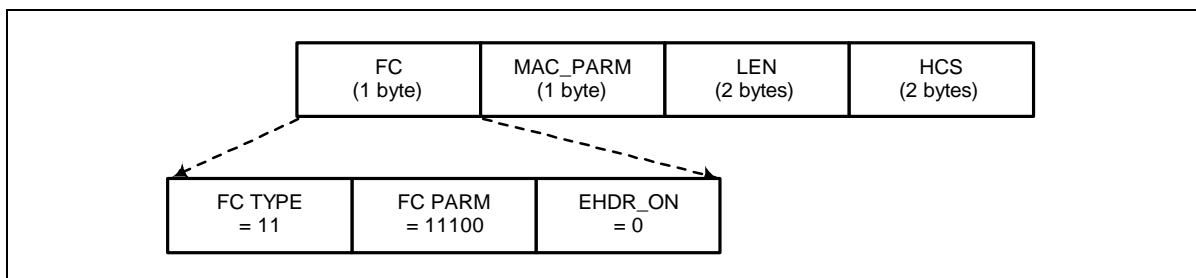 FC
(1 byte)
MAC_PARM
(1 byte)
LEN
(2 bytes)
HCS
(2 bytes)
FC TYPE
= 11
FC PARM
= 11100
EHDR_ON
= 0